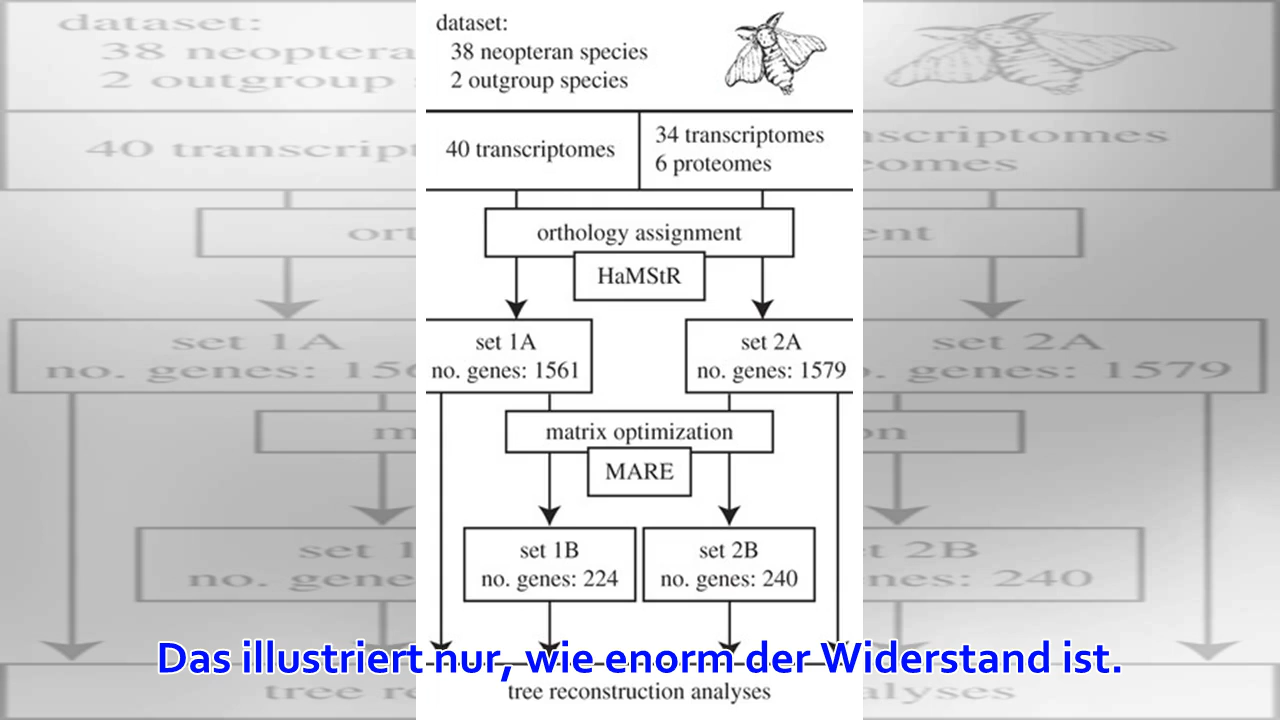 dataset:
38 neopteran species
2 outgroup species
40 transcriptomes
34 transcriptomes
6 proteomes
orthology assignment
HaMStR
set 1A
no. genes: 1561
set 2A
no. genes: 1579
matrix optimization
MARE
set 1B
no. genes: 224
set 2B
no. genes: 240
Das illustriert nur, wie enorm der Widerstand ist.
tree reconstruction analyses